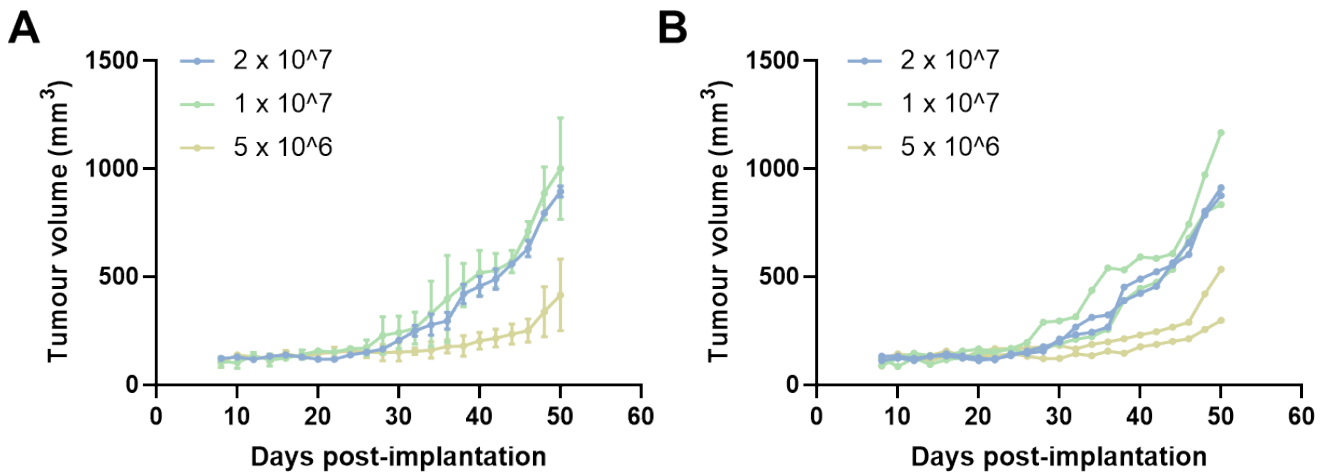 A
Tumour volume (mm3)
1500
1000
500
0
2 x 10^7
1 x 10^7
5 x 10^6
0 10 20 30 40 50 60
Days post-implantation
B
Tumour volume (mm3)
1500
1000
500
0
2 x 10^7
1 x 10^7
5 x 10^6
0 10 20 30 40 50 60
Days post-implantation